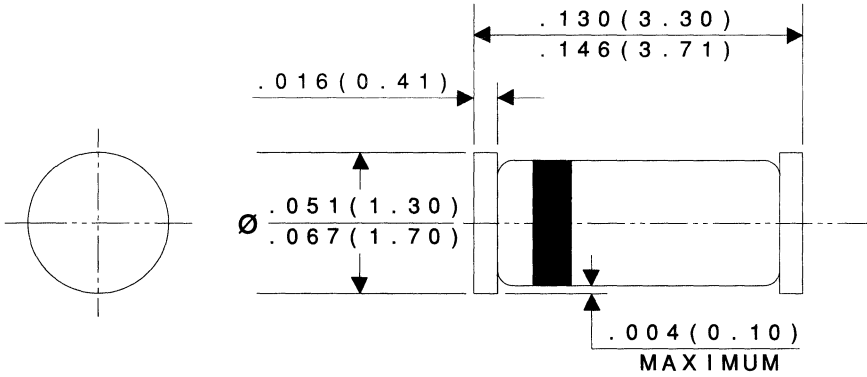 .130(3.30)
.146(3.71)
.016(0.41)
Ø .051(1.30)
.067(1.70)
.004(0.10)
MAXIMUM